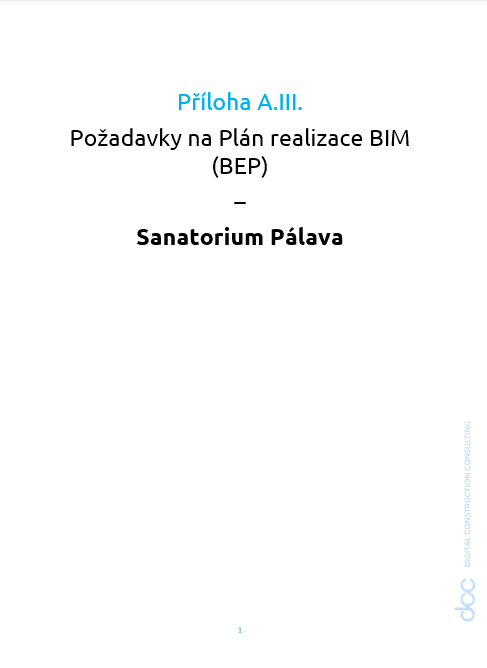 Příloha A.III.
Požadavky na Plán realizace BIM
(BEP)
–
Sanatorium Pálava
DIGITAL CONSTRUCTION CONSULTING
dcc
1